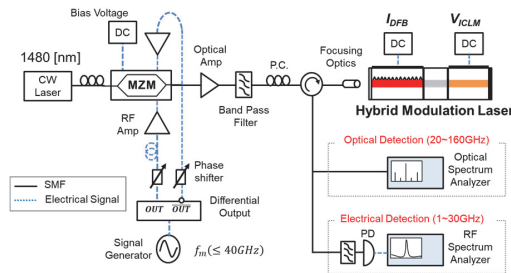 Bias Voltage
DC
1480 [nm]
CW
Laser
MZM
RF
Amp
Optical
Amp
Band Pass
Filter
P.C.
Focusing
Optics
I_DFB
DC
V_ICLM
DC
Hybrid Modulation Laser
Optical Detection (20~160GHz)
Optical
Spectrum
Analyzer
Electrical Detection (1~30GHz)
PD
RF
Spectrum
Analyzer
Phase
shifter
OUT
OUT
Differential
Output
Signal
Generator
f_m(≤ 40GHz)
SMF
Electrical Signal